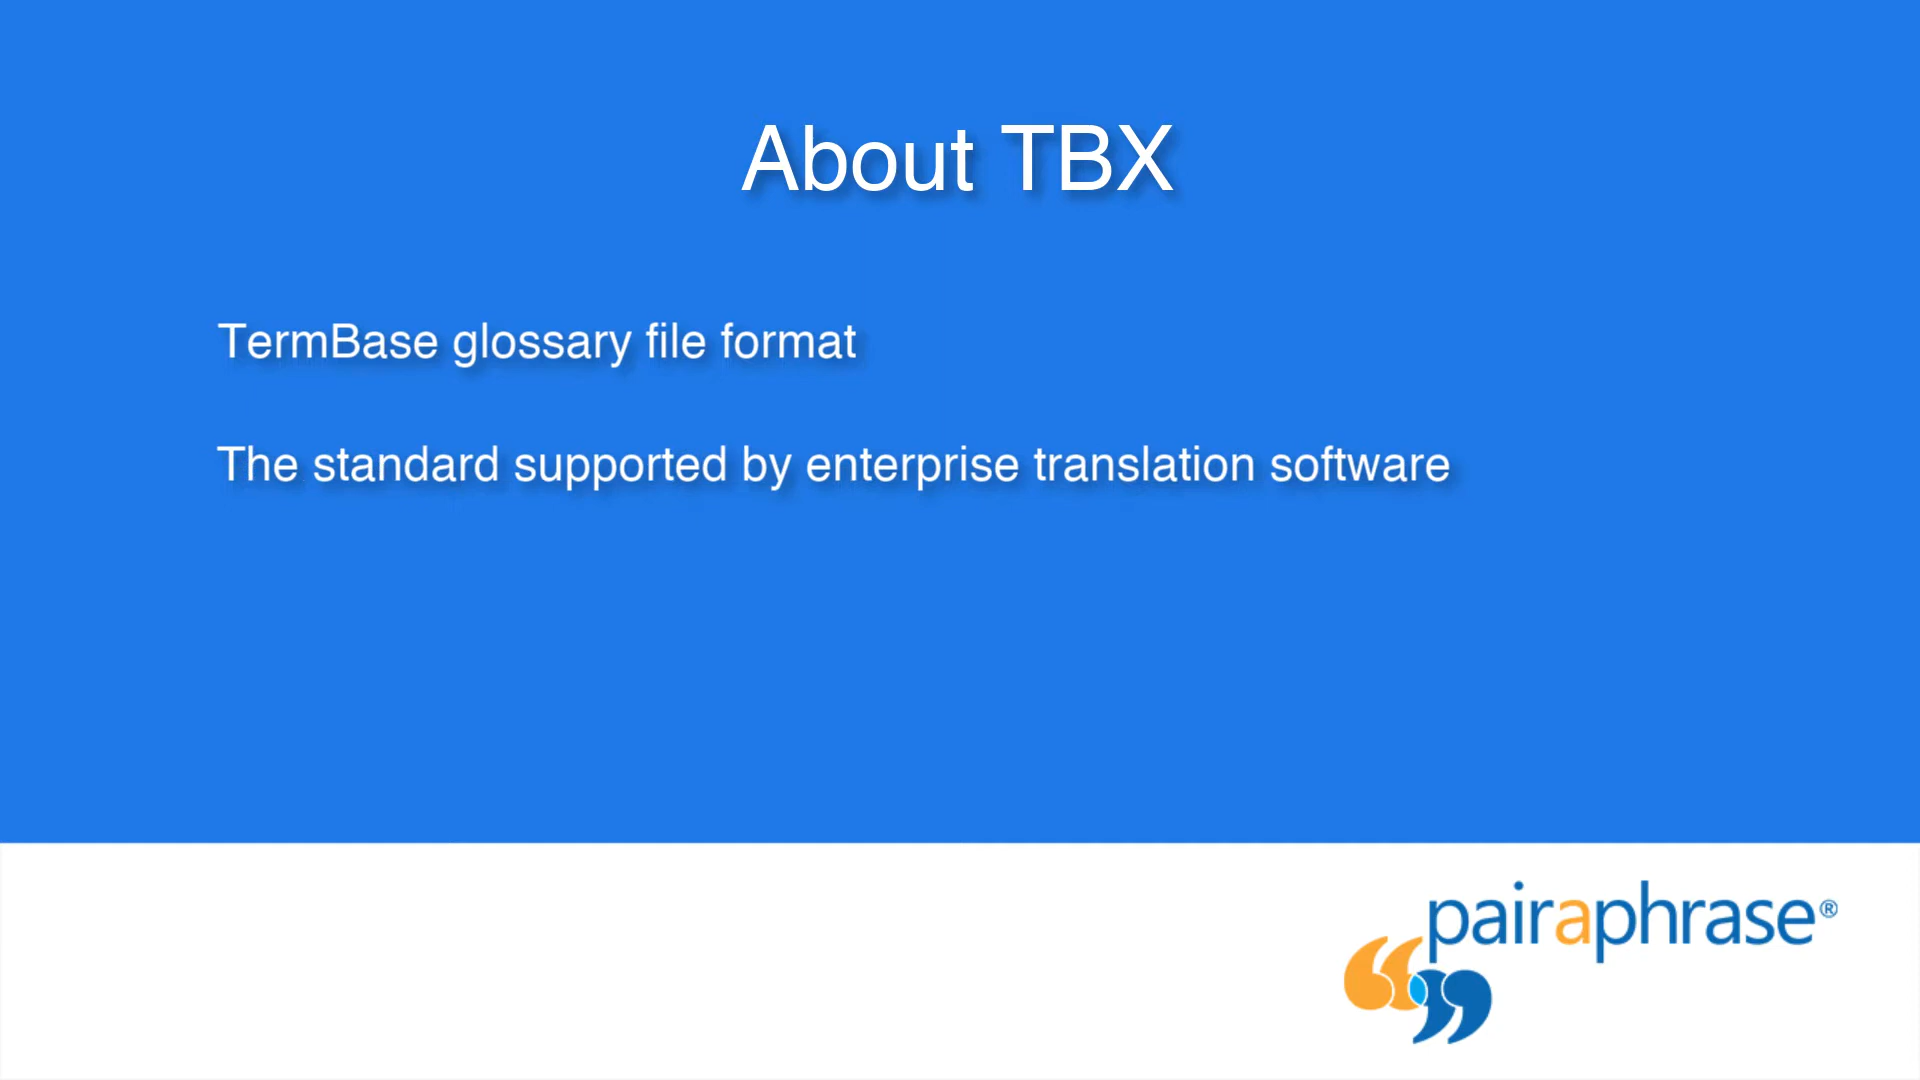 About TBX
TermBase glossary file format
The standard supported by enterprise translation software
pairaphrase®